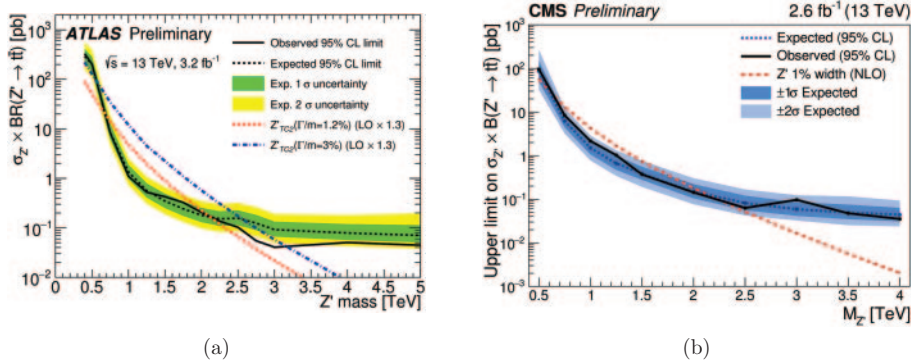 ATLAS Preliminary
√s = 13 TeV, 3.2 fb⁻¹
Observed 95% CL limit
Expected 95% CL limit
Exp. 1 σ uncertainty
Exp. 2 σ uncertainty
Z'_TC2(Γ/m=1.2%) (LO × 1.3)
Z'_TC2(Γ/m=3%) (LO × 1.3)
σ_Z' × BR(Z' → tt̄) [pb]
10³
10²
10
1
10⁻¹
10⁻²
0 0.5 1 1.5 2 2.5 3 3.5 4 4.5 5
Z' mass [TeV]
(a)
CMS Preliminary 2.6 fb⁻¹ (13 TeV)
Expected (95% CL)
Observed (95% CL)
Z' 1% width (NLO)
±1σ Expected
±2σ Expected
Upper limit on σ_Z' × B(Z' → tt̄) [pb]
10³
10²
10
1
10⁻¹
10⁻²
10⁻³
0.5 1 1.5 2 2.5 3 3.5 4
M_Z' [TeV]
(b)